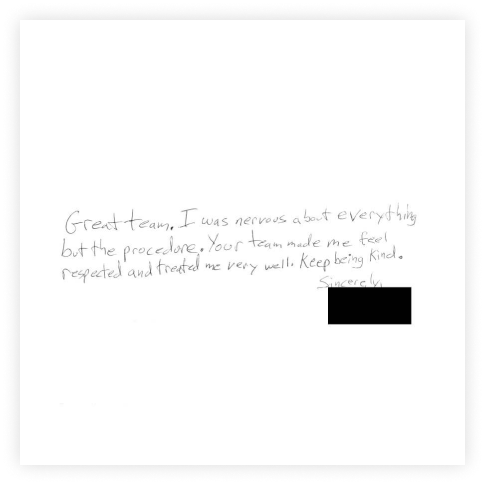 Great team. I was nervous about everything
but the procedure. Your team made me feel
respected and treated me very well. Keep being kind.
Sincerely,